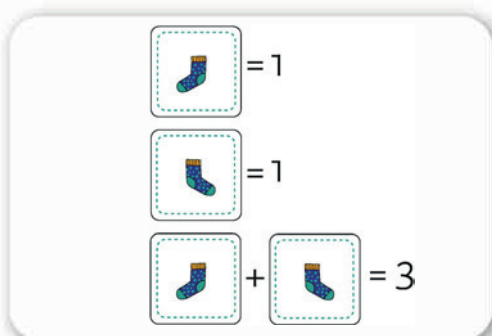 = 1
= 1
+ = 3